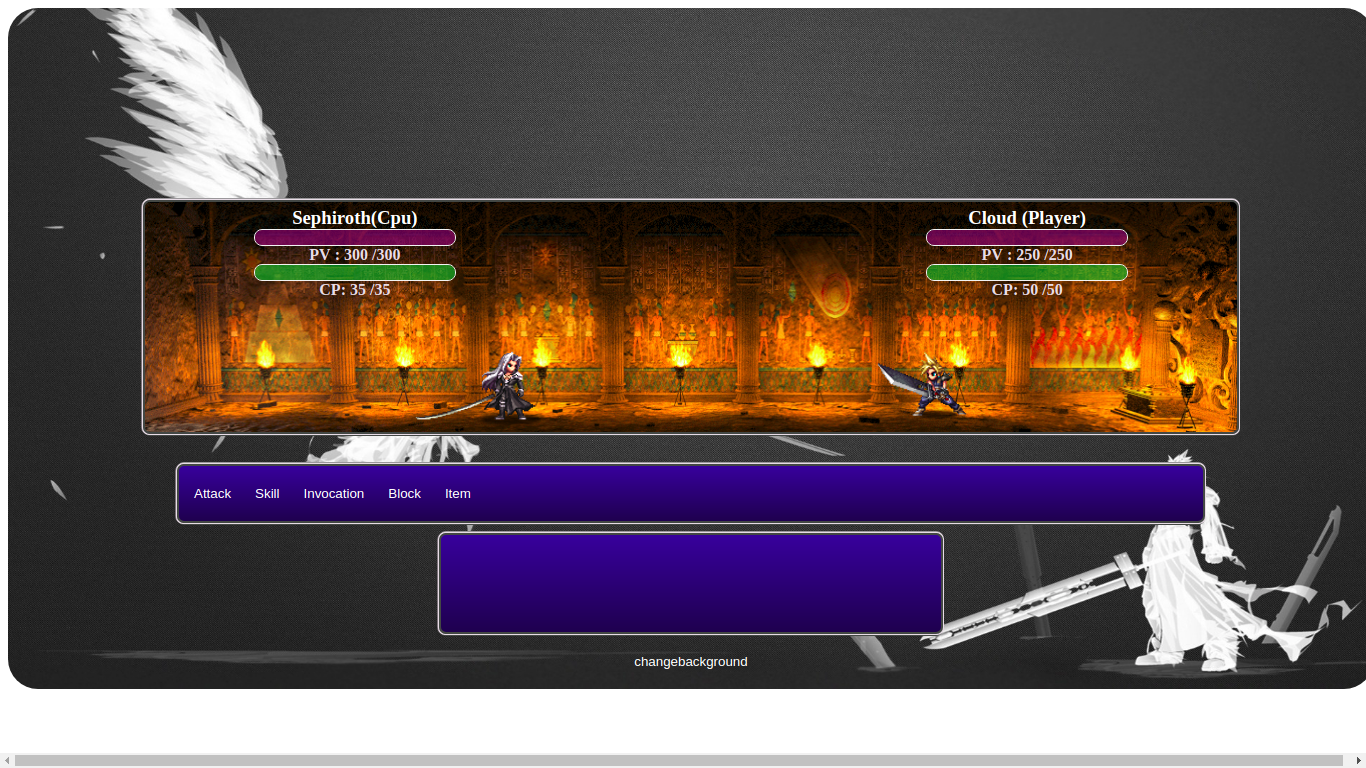 Sephiroth(Cpu)
PV : 300 /300
CP: 35 /35
Cloud (Player)
PV : 250 /250
CP: 50 /50
Attack Skill Invocation Block Item
changebackground